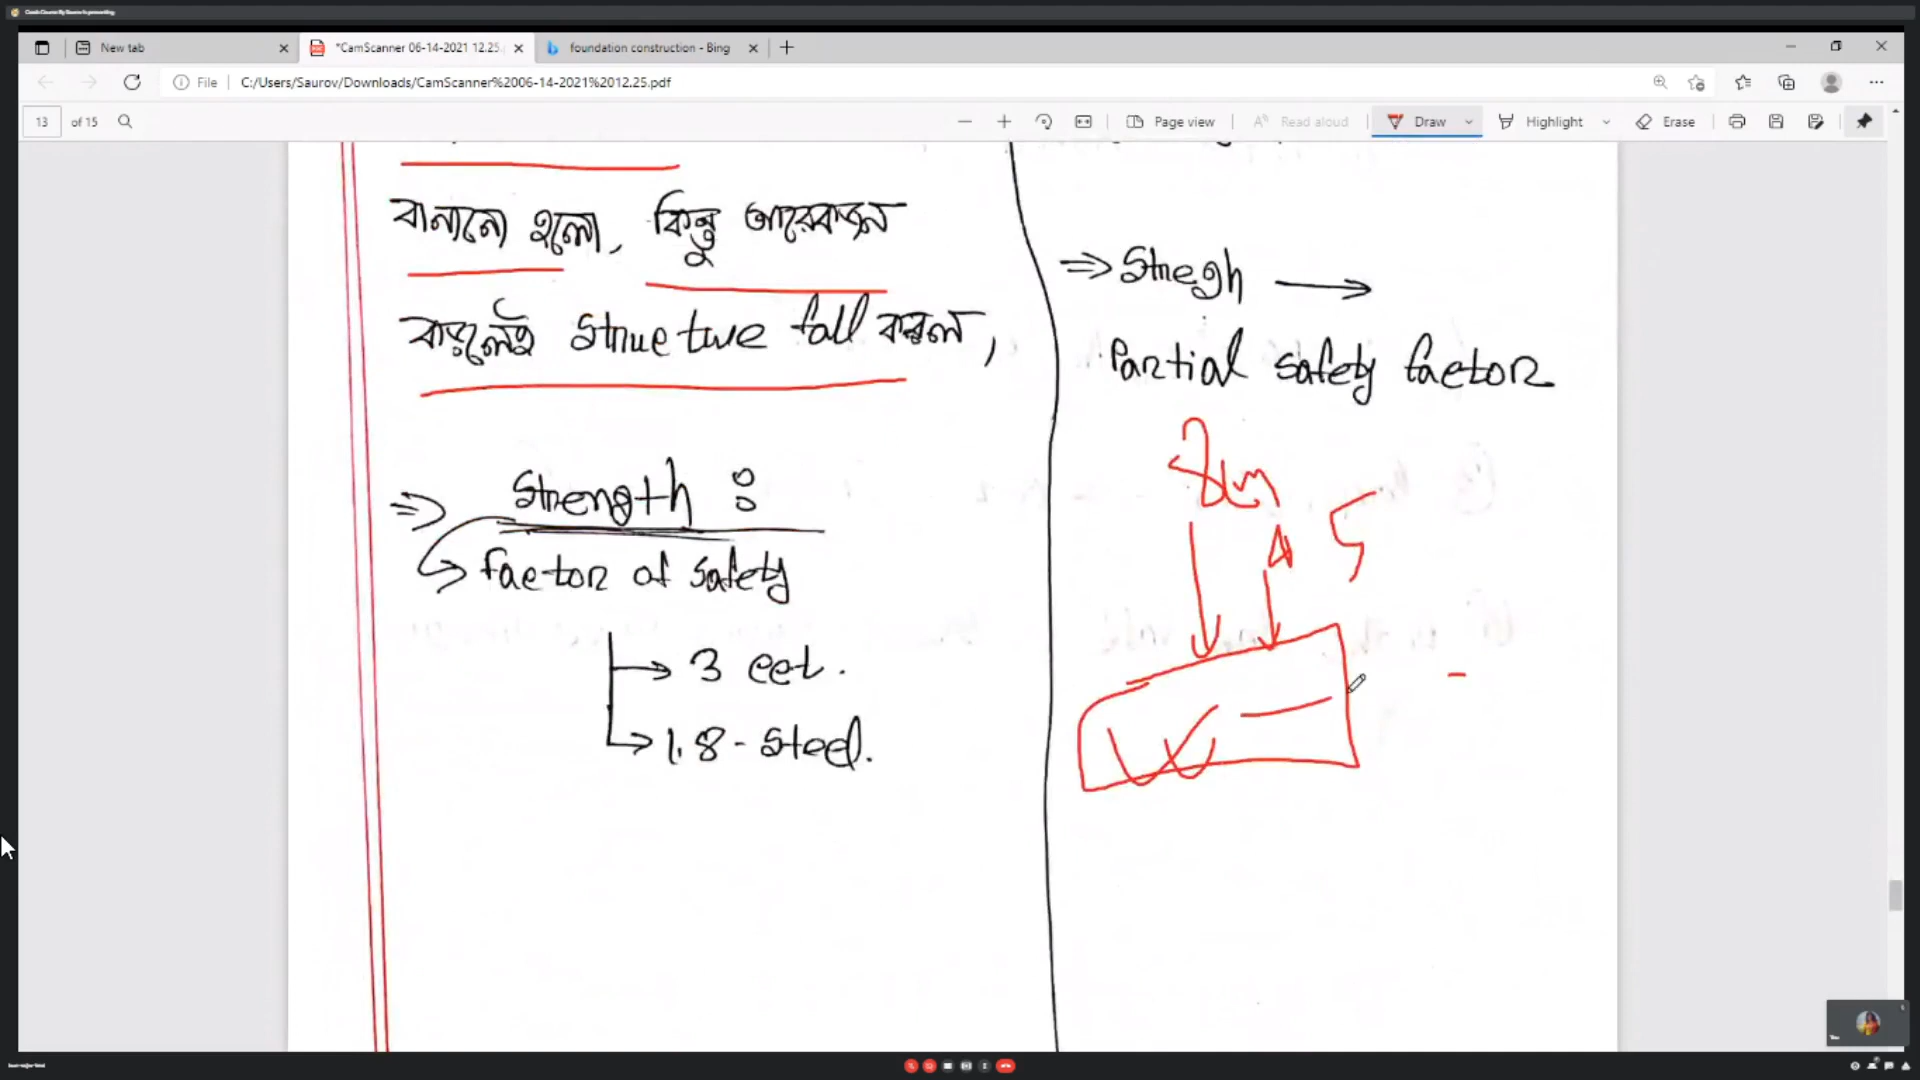 New tab
*CamScanner 06-14-2021 12.25.
foundation construction - Bing
File
C:/Users/Saurov/Downloads/CamScanner%2006-14-2021%2012.25.pdf
13 of 15
Page view
Read aloud
Draw
Highlight
Erase
বানানো হলো, কিন্তু আরেকজন
structure fall করল,
⇒ Strength :
factor of safety
→ 3 cct.
→ 1.8 - Steel.
⇒ Stregh →
Partial safety factor
5